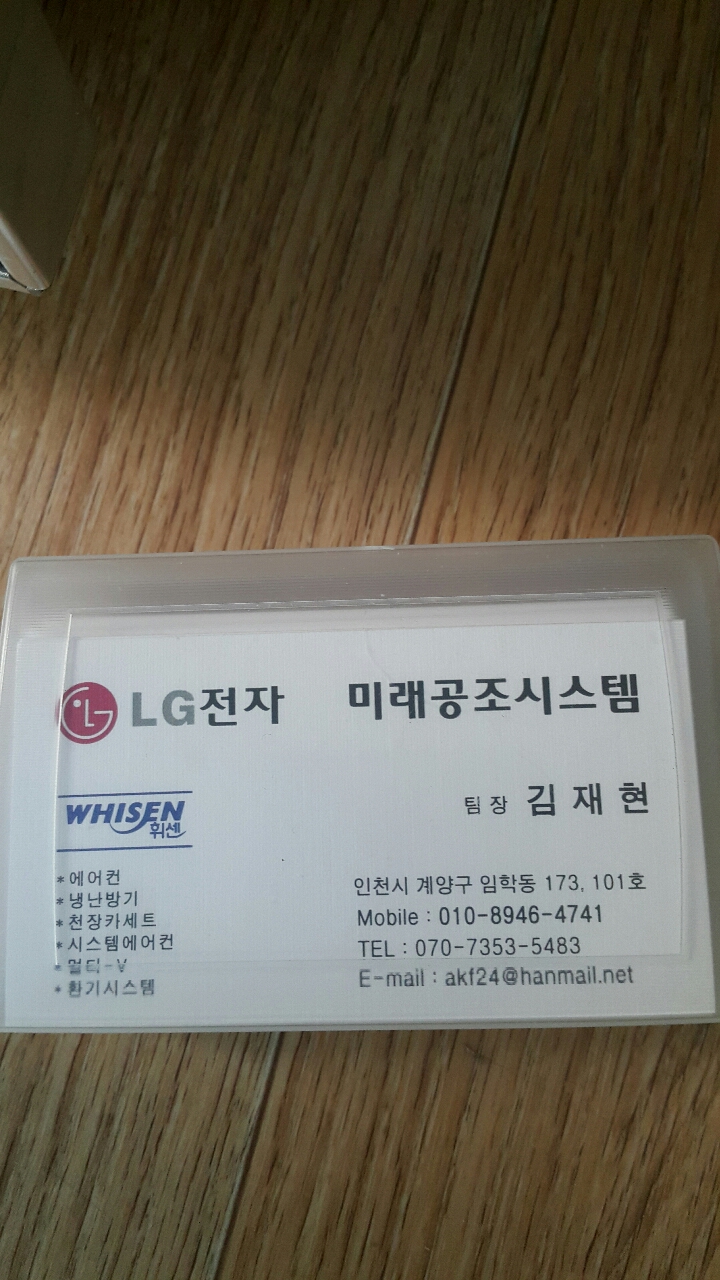 LG전자 미래공조시스템
WHISEN
휘센
팀장 김재현
*에어컨
*냉난방기
*천장카세트
*시스템에어컨
*멀티-V
*환기시스템
인천시 계양구 임학동 173, 101호
Mobile : 010-8946-4741
TEL : 070-7353-5483
E-mail : akf24@hanmail.net